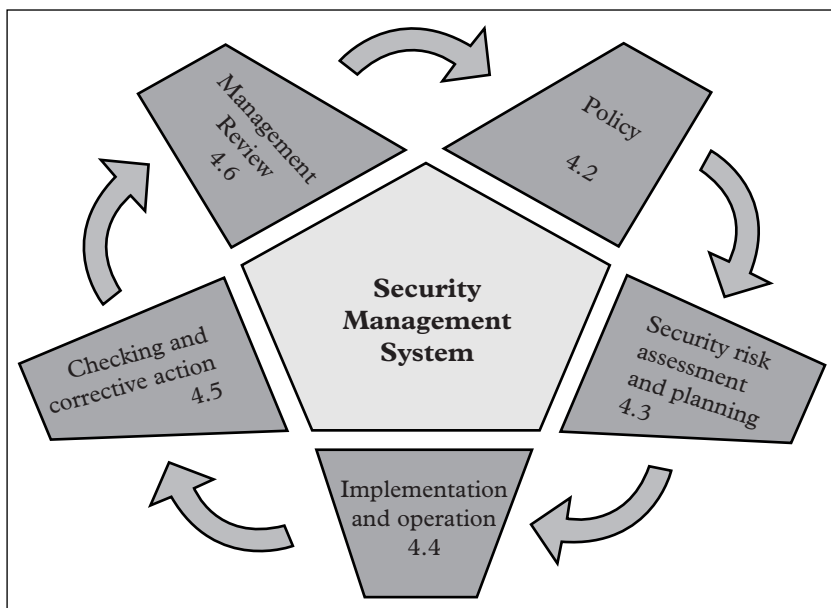 Management
Review
4.6
Policy
4.2
Security
Management
System
Security risk
assessment
and planning
4.3
Checking and
corrective action
4.5
Implementation
and operation
4.4